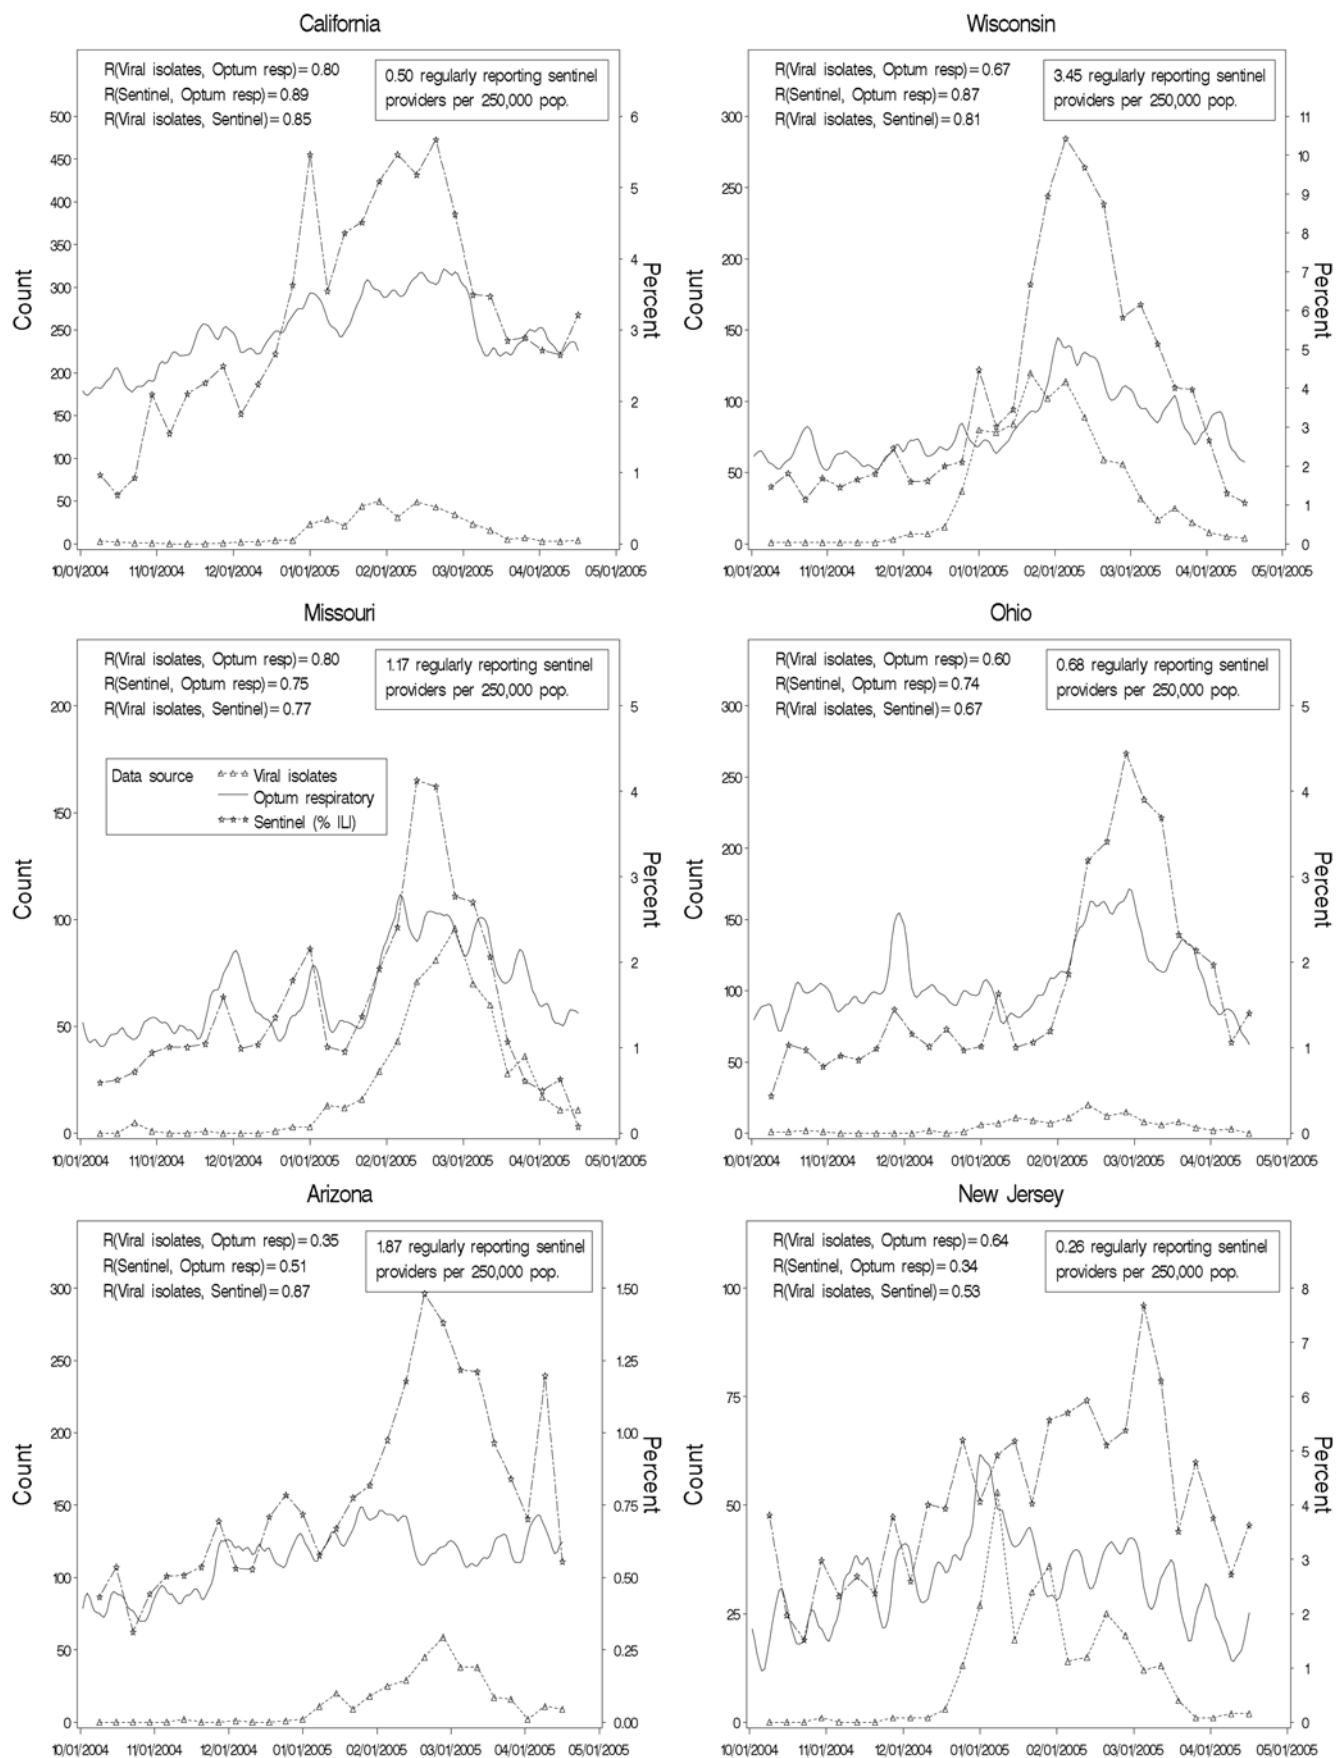 California
R(Viral isolates, Optum resp)=0.80
R(Sentinel, Optum resp)=0.89
R(Viral isolates, Sentinel)=0.85
0.50 regularly reporting sentinel
providers per 250,000 pop.
500
450
400
350
300
250
200
150
100
50
0
Count
6
5
4
3
2
1
0
Percent
10/01/2004 11/01/2004 12/01/2004 01/01/2005 02/01/2005 03/01/2005 04/01/2005 05/01/2005
Wisconsin
R(Viral isolates, Optum resp)=0.67
R(Sentinel, Optum resp)=0.87
R(Viral isolates, Sentinel)=0.81
3.45 regularly reporting sentinel
providers per 250,000 pop.
300
250
200
150
100
50
0
Count
11
10
9
8
7
6
5
4
3
2
1
0
Percent
10/01/2004 11/01/2004 12/01/2004 01/01/2005 02/01/2005 03/01/2005 04/01/2005 05/01/2005
Missouri
R(Viral isolates, Optum resp)=0.80
R(Sentinel, Optum resp)=0.75
R(Viral isolates, Sentinel)=0.77
1.17 regularly reporting sentinel
providers per 250,000 pop.
Data source Viral isolates
Optum respiratory
Sentinel (% ILI)
200
150
100
50
0
Count
5
4
3
2
1
0
Percent
10/01/2004 11/01/2004 12/01/2004 01/01/2005 02/01/2005 03/01/2005 04/01/2005 05/01/2005
Ohio
R(Viral isolates, Optum resp)=0.60
R(Sentinel, Optum resp)=0.74
R(Viral isolates, Sentinel)=0.67
0.68 regularly reporting sentinel
providers per 250,000 pop.
300
250
200
150
100
50
0
Count
5
4
3
2
1
0
Percent
10/01/2004 11/01/2004 12/01/2004 01/01/2005 02/01/2005 03/01/2005 04/01/2005 05/01/2005
Arizona
R(Viral isolates, Optum resp)=0.35
R(Sentinel, Optum resp)=0.51
R(Viral isolates, Sentinel)=0.87
1.87 regularly reporting sentinel
providers per 250,000 pop.
300
250
200
150
100
50
0
Count
1.50
1.25
1.00
0.75
0.50
0.25
0.00
Percent
10/01/2004 11/01/2004 12/01/2004 01/01/2005 02/01/2005 03/01/2005 04/01/2005 05/01/2005
New Jersey
R(Viral isolates, Optum resp)=0.64
R(Sentinel, Optum resp)=0.34
R(Viral isolates, Sentinel)=0.53
0.26 regularly reporting sentinel
providers per 250,000 pop.
100
75
50
25
0
Count
8
7
6
5
4
3
2
1
0
Percent
10/01/2004 11/01/2004 12/01/2004 01/01/2005 02/01/2005 03/01/2005 04/01/2005 05/01/2005